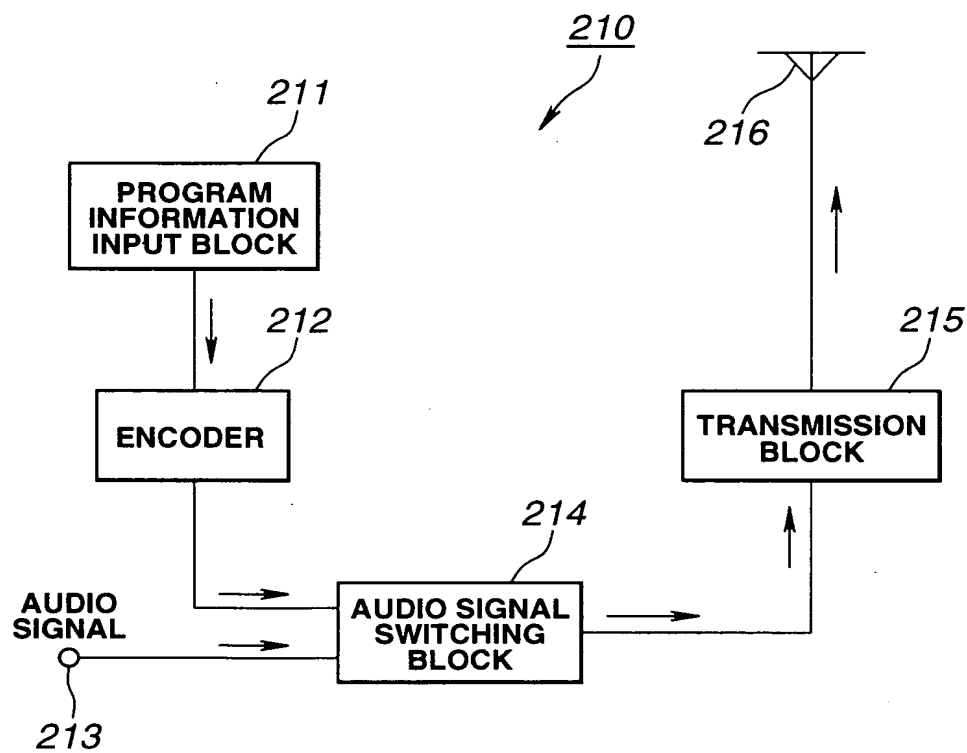 210
211
216
PROGRAM
INFORMATION
INPUT BLOCK
212
215
ENCODER
TRANSMISSION
BLOCK
214
AUDIO
SIGNAL
AUDIO SIGNAL
SWITCHING
BLOCK
213